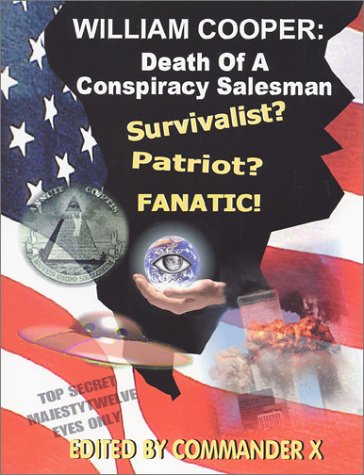 WILLIAM COOPER:
Death Of A
Conspiracy Salesman
Survivalist?
Patriot?
FANATIC!
ANNUIT COEPTIS
TOP SECRET
MAJESTYTWELVE
EYES ONLY
EDITED BY COMMANDER X